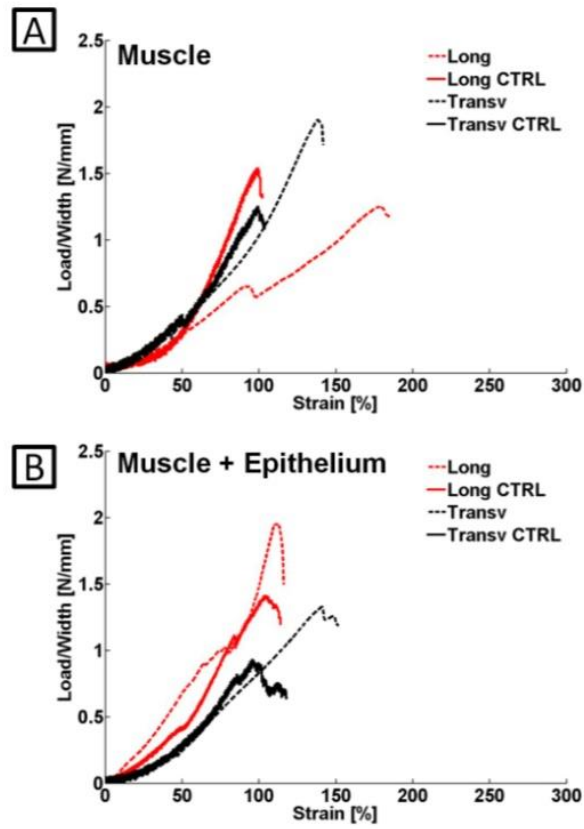 A
Muscle
Long
Long CTRL
Transv
Transv CTRL
Load/Width [N/mm]
2.5
2
1.5
1
0.5
0
0 50 100 150 200 250 300
Strain [%]
B
Muscle + Epithelium
Long
Long CTRL
Transv
Transv CTRL
Load/Width [N/mm]
2.5
2
1.5
1
0.5
0
0 50 100 150 200 250 300
Strain [%]